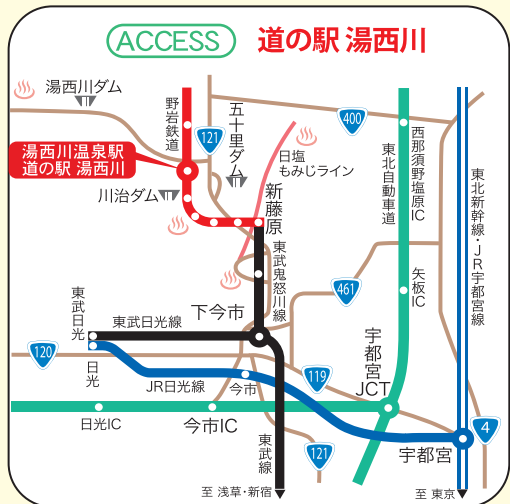 ACCESS 道の駅 湯西川
湯西川ダム
野岩鉄道
121
五十里ダム
400
西那須野塩原IC
東北自動車道
日塩
もみじライン
湯西川温泉駅
道の駅 湯西川
川治ダム
新藤原
東北新幹線・JR宇都宮線
東武鬼怒川線
461
矢板IC
東武日光
東武日光線
下今市
宇都宮
JCT
120
日光
JR日光線
今市
119
日光IC
今市IC
東武線
121
宇都宮
4
至 浅草・新宿
至 東京